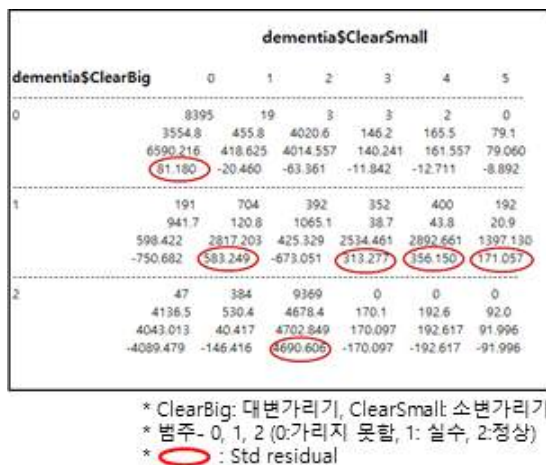 dementia$ClearSmall
dementia$ClearBig 0 1 2 3 4 5
0 8395 19 3 3 2 0
3554.8 455.8 4020.6 146.2 165.5 79.1
6590.216 418.625 4014.557 140.241 161.557 79.060
81.180 -20.460 -63.361 -11.842 -12.711 -8.892
1 191 704 392 352 400 192
941.7 120.8 1065.1 38.7 43.8 20.9
598.422 2817.203 425.329 2534.461 2892.661 1397.130
-750.682 583.249 -673.051 313.277 356.150 171.057
2 47 384 9369 0 0 0
4136.5 530.4 4678.4 170.1 192.6 92.0
4043.013 40.417 4702.849 170.097 192.617 91.996
-4089.479 -146.416 4690.606 -170.097 -192.617 -91.996
* ClearBig: 대변가리기, ClearSmall: 소변가리기
* 범주- 0, 1, 2 (0:가리지 못함, 1: 실수, 2:정상)
* : Std residual